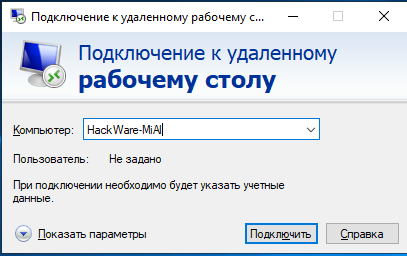 Подключение к удаленному рабочему с...
Подключение к удаленному
рабочему столу
Компьютер: HackWare-MiAl
Пользователь: Не задано
При подключении необходимо будет указать учетные
данные.
Показать параметры Подключить Справка